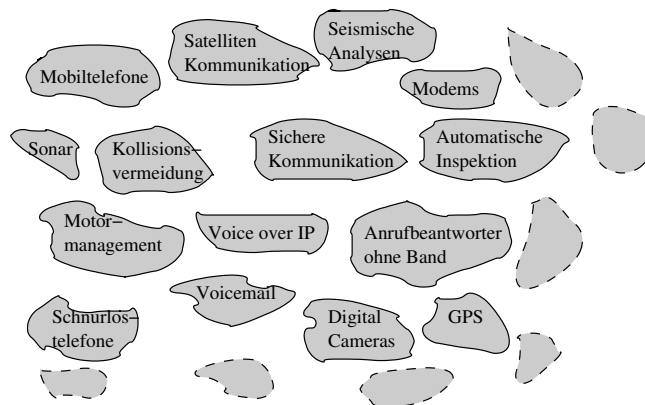 Mobiltelefone
Satelliten
Kommunikation
Seismische
Analysen
Modems
Sonar
Kollisions−
vermeidung
Sichere
Kommunikation
Automatische
Inspektion
Motor−
management
Voice over IP
Anrufbeantworter
ohne Band
Schnurlos−
telefone
Voicemail
Digital
Cameras
GPS